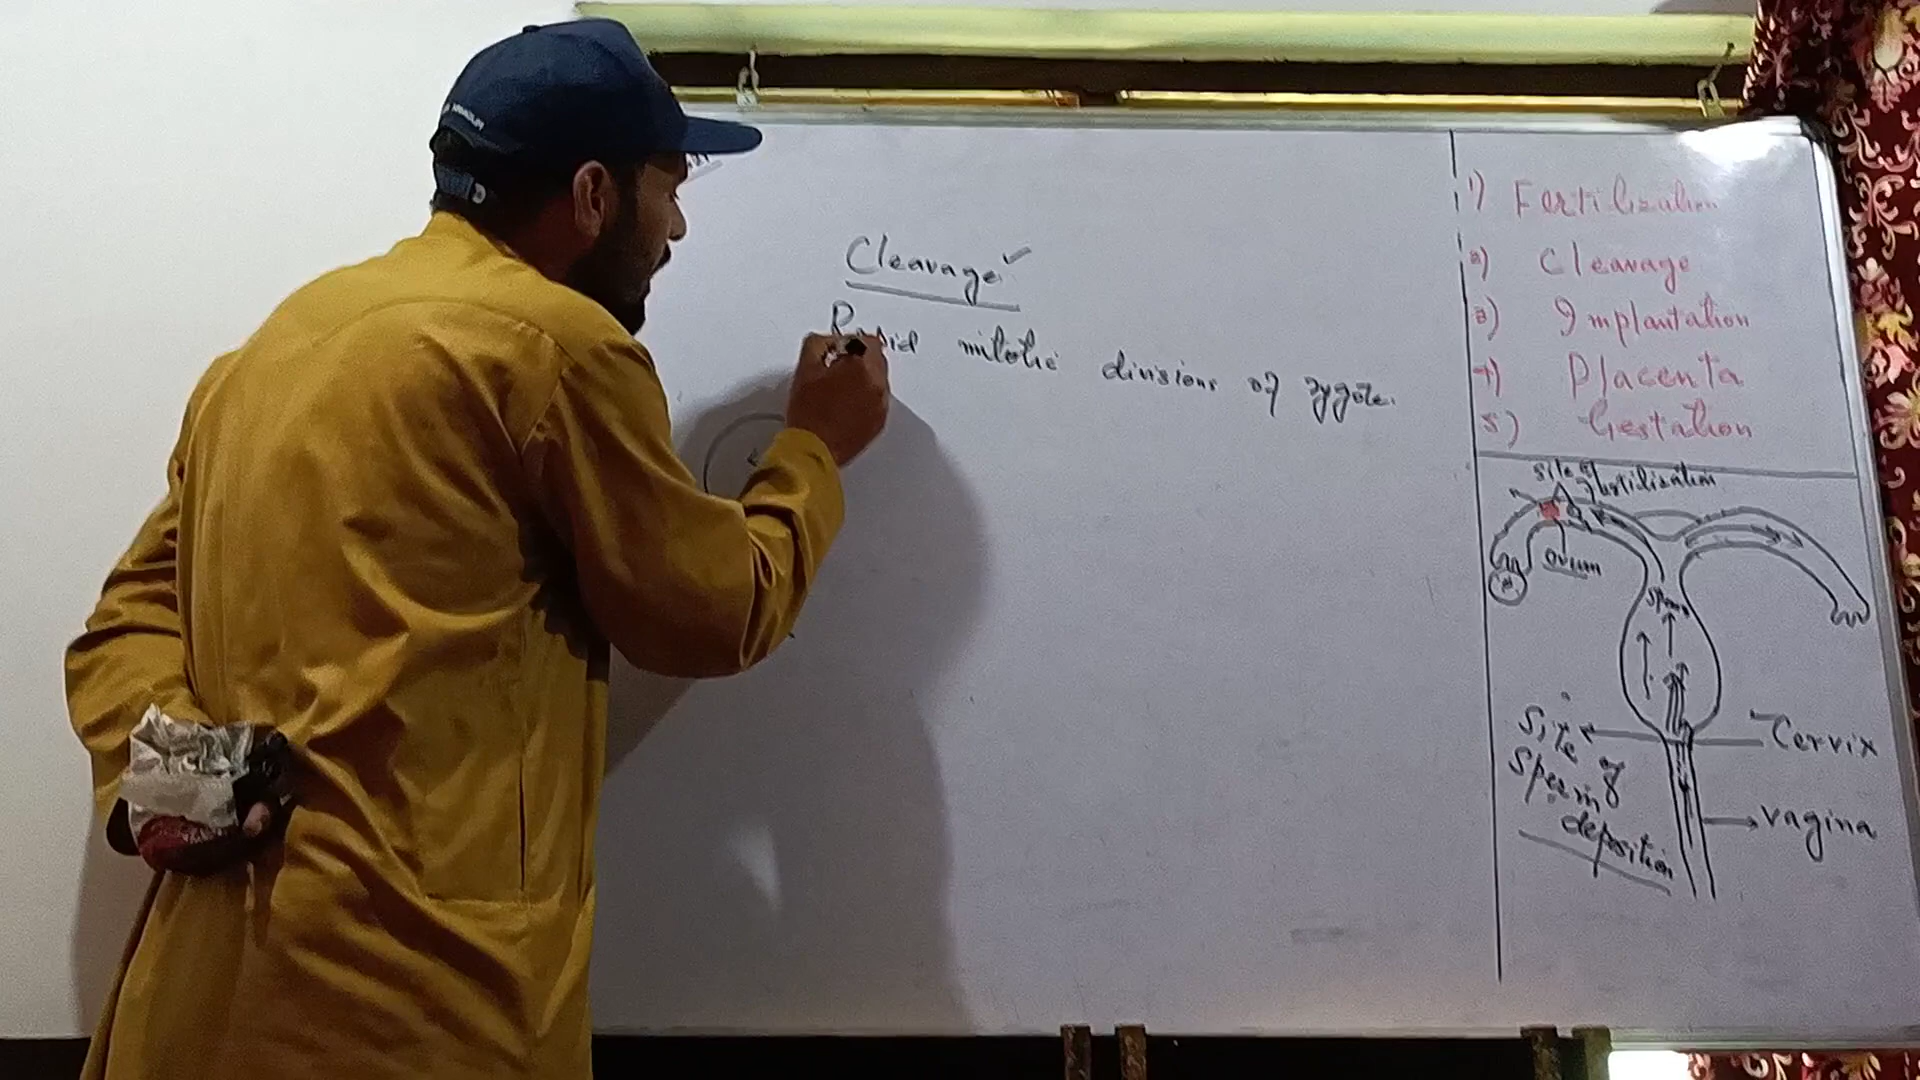 Cleavage
Rapid mitotic divisions of zygote.
1) Fertilization
2) Cleavage
3) Implantation
4) Placenta
5) Gestation
site of
fertilization
ovum
sperm
Site of
sperm
deposition
Cervix
vagina